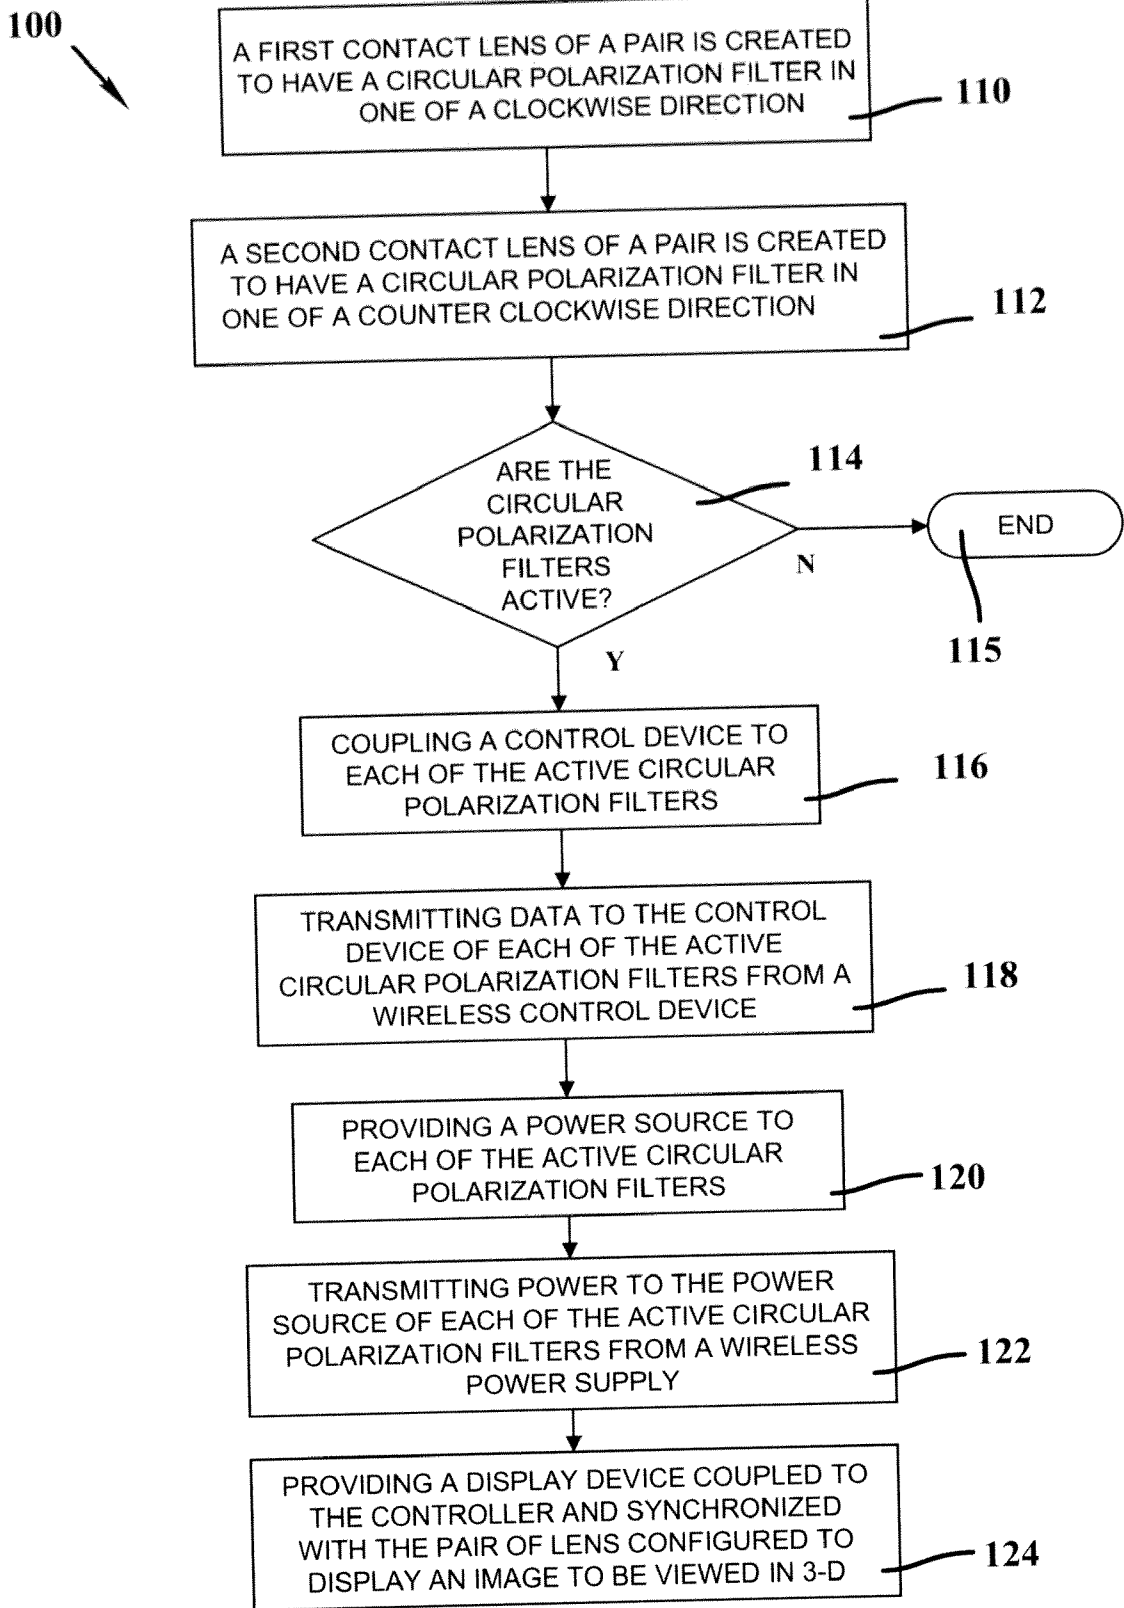 100
A FIRST CONTACT LENS OF A PAIR IS CREATED
TO HAVE A CIRCULAR POLARIZATION FILTER IN
ONE OF A CLOCKWISE DIRECTION
110
A SECOND CONTACT LENS OF A PAIR IS CREATED
TO HAVE A CIRCULAR POLARIZATION FILTER IN
ONE OF A COUNTER CLOCKWISE DIRECTION
112
ARE THE
CIRCULAR
POLARIZATION
FILTERS
ACTIVE?
114
N
END
115
Y
COUPLING A CONTROL DEVICE TO
EACH OF THE ACTIVE CIRCULAR
POLARIZATION FILTERS
116
TRANSMITTING DATA TO THE CONTROL
DEVICE OF EACH OF THE ACTIVE
CIRCULAR POLARIZATION FILTERS FROM A
WIRELESS CONTROL DEVICE
118
PROVIDING A POWER SOURCE TO
EACH OF THE ACTIVE CIRCULAR
POLARIZATION FILTERS
120
TRANSMITTING POWER TO THE POWER
SOURCE OF EACH OF THE ACTIVE CIRCULAR
POLARIZATION FILTERS FROM A WIRELESS
POWER SUPPLY
122
PROVIDING A DISPLAY DEVICE COUPLED TO
THE CONTROLLER AND SYNCHRONIZED
WITH THE PAIR OF LENS CONFIGURED TO
DISPLAY AN IMAGE TO BE VIEWED IN 3-D
124